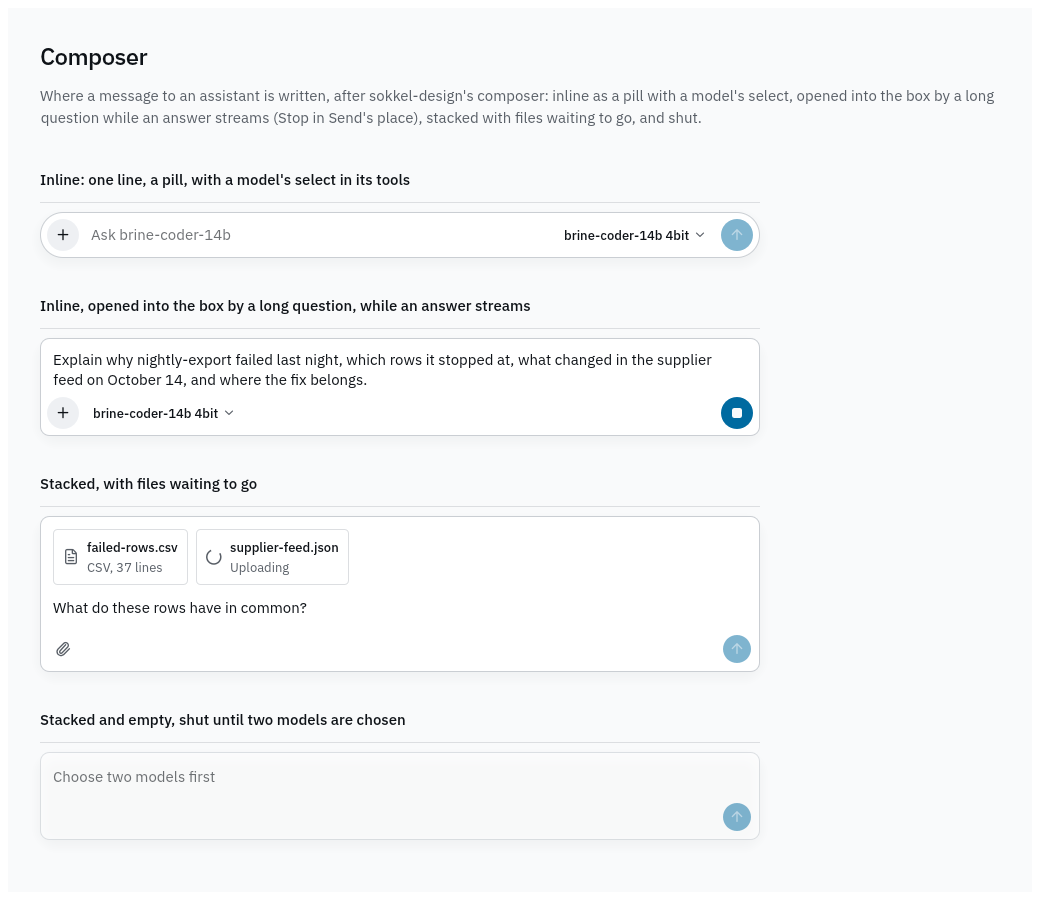 Composer
Where a message to an assistant is written, after sokkel-design's composer: inline as a pill with a model's select, opened into the box by a long
question while an answer streams (Stop in Send's place), stacked with files waiting to go, and shut.
Inline: one line, a pill, with a model's select in its tools
Ask brine-coder-14b
brine-coder-14b 4bit
Inline, opened into the box by a long question, while an answer streams
Explain why nightly-export failed last night, which rows it stopped at, what changed in the supplier
feed on October 14, and where the fix belongs.
brine-coder-14b 4bit
Stacked, with files waiting to go
failed-rows.csv
CSV, 37 lines
supplier-feed.json
Uploading
What do these rows have in common?
Stacked and empty, shut until two models are chosen
Choose two models first